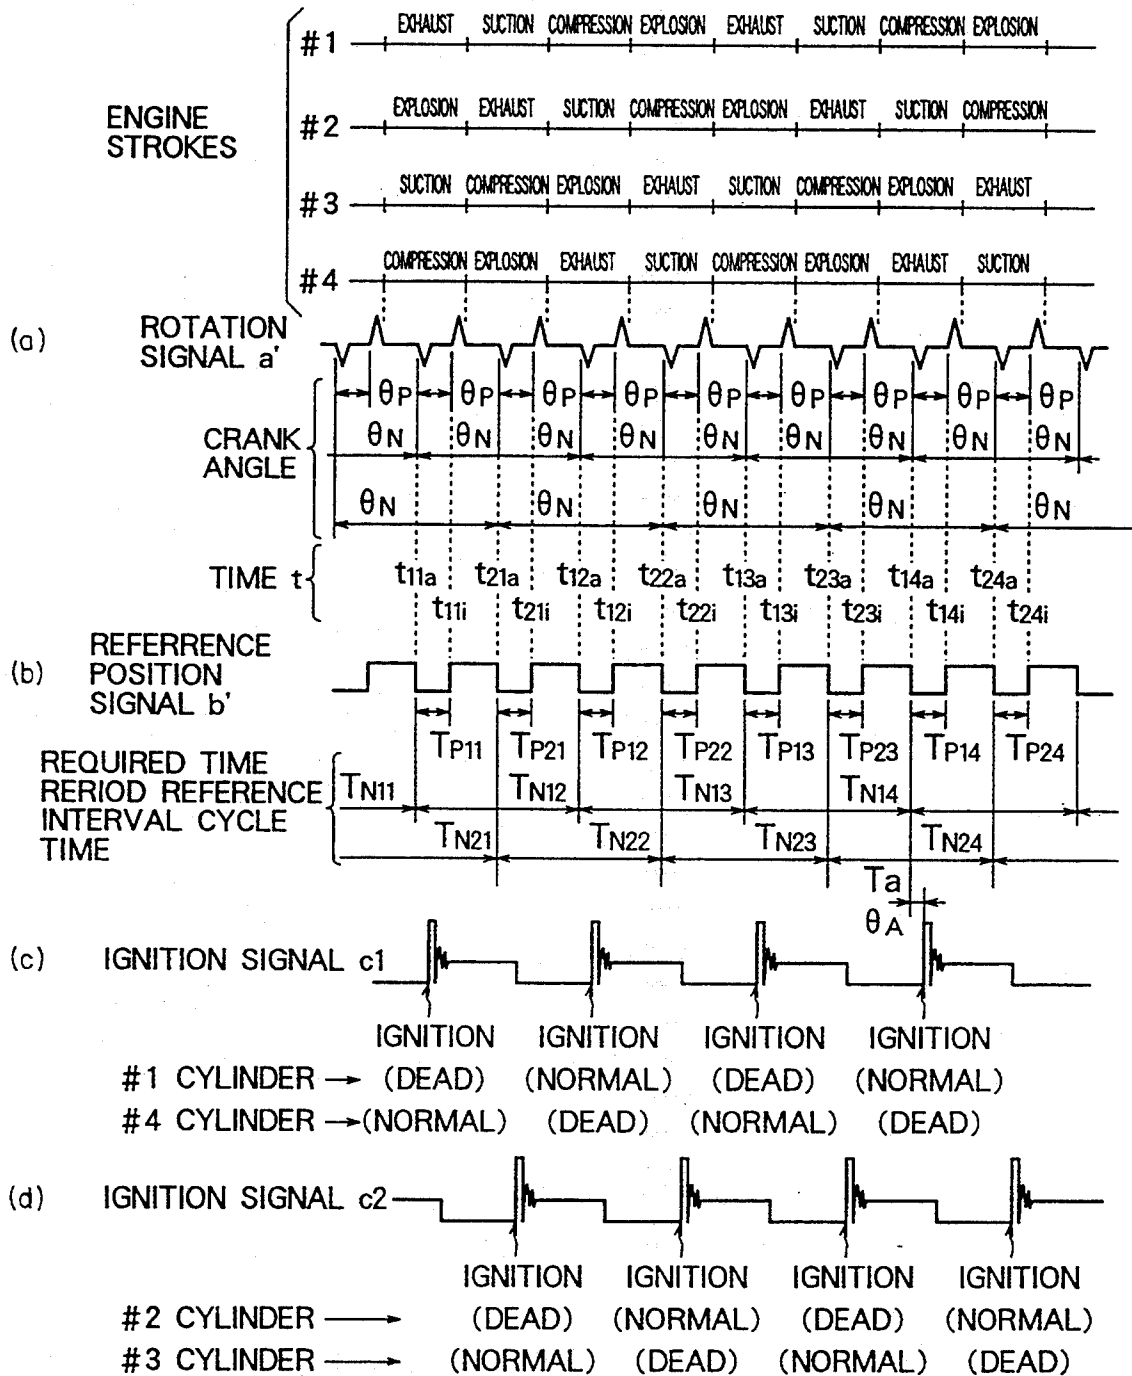 EXHAUST SUCTION COMPRESSION EXPLOSION EXHAUST SUCTION COMPRESSION EXPLOSION
#1
EXPLOSION EXHAUST SUCTION COMPRESSION EXPLOSION EXHAUST SUCTION COMPRESSION
ENGINE
STROKES
#2
SUCTION COMPRESSION EXPLOSION EXHAUST SUCTION COMPRESSION EXPLOSION EXHAUST
#3
COMPRESSION EXPLOSION EXHAUST SUCTION COMPRESSION EXPLOSION EXHAUST SUCTION
#4
(a) ROTATION
SIGNAL a'
θP θP θP θP θP θP θP θP θP
CRANK
ANGLE
θN θN θN θN θN θN θN θN θN
θN θN θN θN θN
TIME t
t11a t21a t12a t22a t13a t23a t14a t24a
t11i t21i t12i t22i t13i t23i t14i t24i
(b) REFERRENCE
POSITION
SIGNAL b'
TP11 TP21 TP12 TP22 TP13 TP23 TP14 TP24
REQUIRED TIME
RERIOD REFERENCE
INTERVAL CYCLE
TIME
TN11 TN12 TN13 TN14
TN21 TN22 TN23 TN24
Ta
θA
(c) IGNITION SIGNAL c1
IGNITION IGNITION IGNITION IGNITION
#1 CYLINDER → (DEAD) (NORMAL) (DEAD) (NORMAL)
#4 CYLINDER → (NORMAL) (DEAD) (NORMAL) (DEAD)
(d) IGNITION SIGNAL c2
IGNITION IGNITION IGNITION IGNITION
#2 CYLINDER → (DEAD) (NORMAL) (DEAD) (NORMAL)
#3 CYLINDER → (NORMAL) (DEAD) (NORMAL) (DEAD)